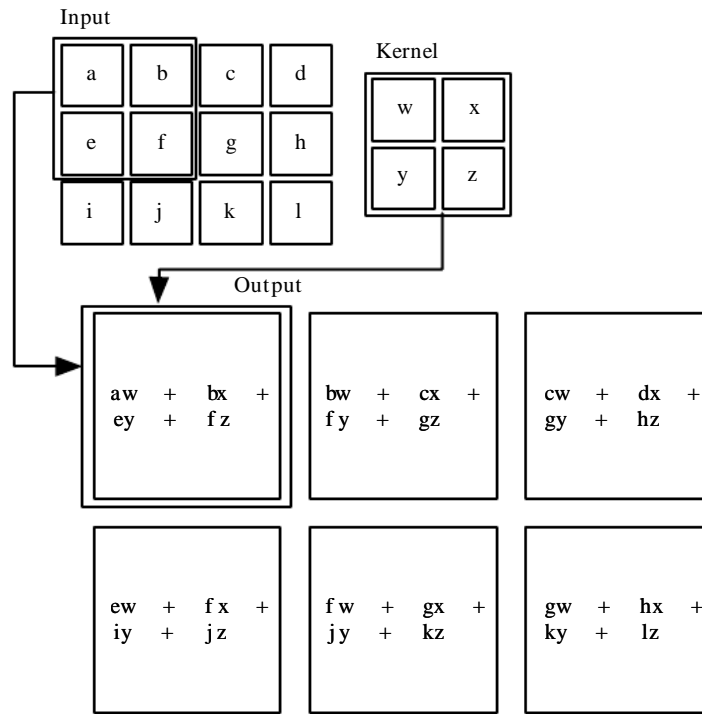 Input
Kernel
a b c d
w x
e f g h
y z
i j k l
Output
aw + bx + bw + cx + cw + dx +
ey + fz fy + gz gy + hz
ew + fx + fw + gx + gw + hx +
iy + jz jy + kz ky + lz